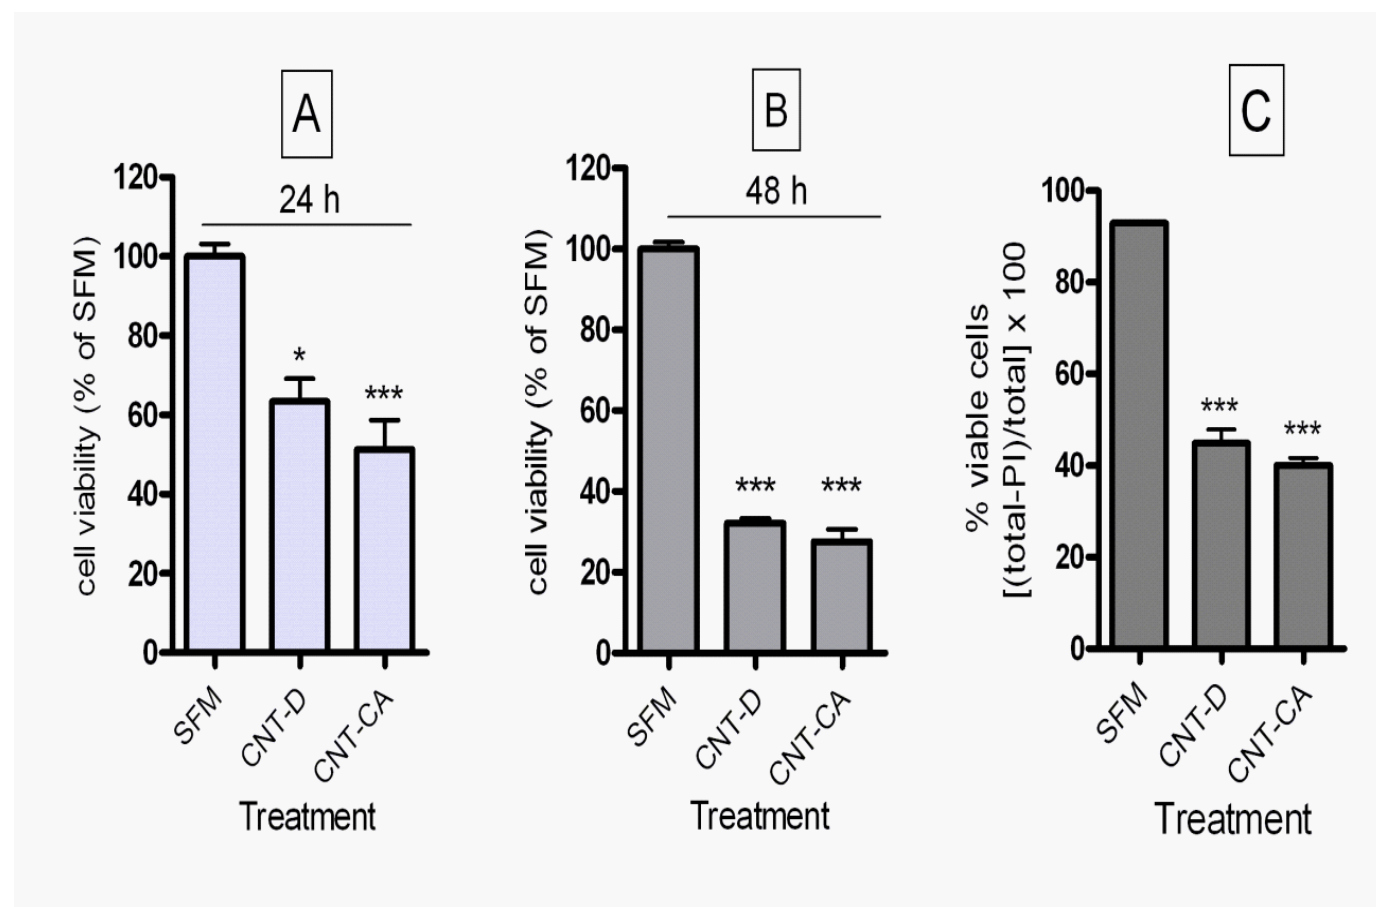 A
24 h
cell viability (% of SFM)
120
100
80
60
40
20
0
*
***
SFM
CNT-D
CNT-CA
Treatment
B
48 h
cell viability (% of SFM)
120
100
80
60
40
20
0
***
***
SFM
CNT-D
CNT-CA
Treatment
C
% viable cells
[(total-PI)/total] x 100
100
80
60
40
20
0
***
***
SFM
CNT-D
CNT-CA
Treatment